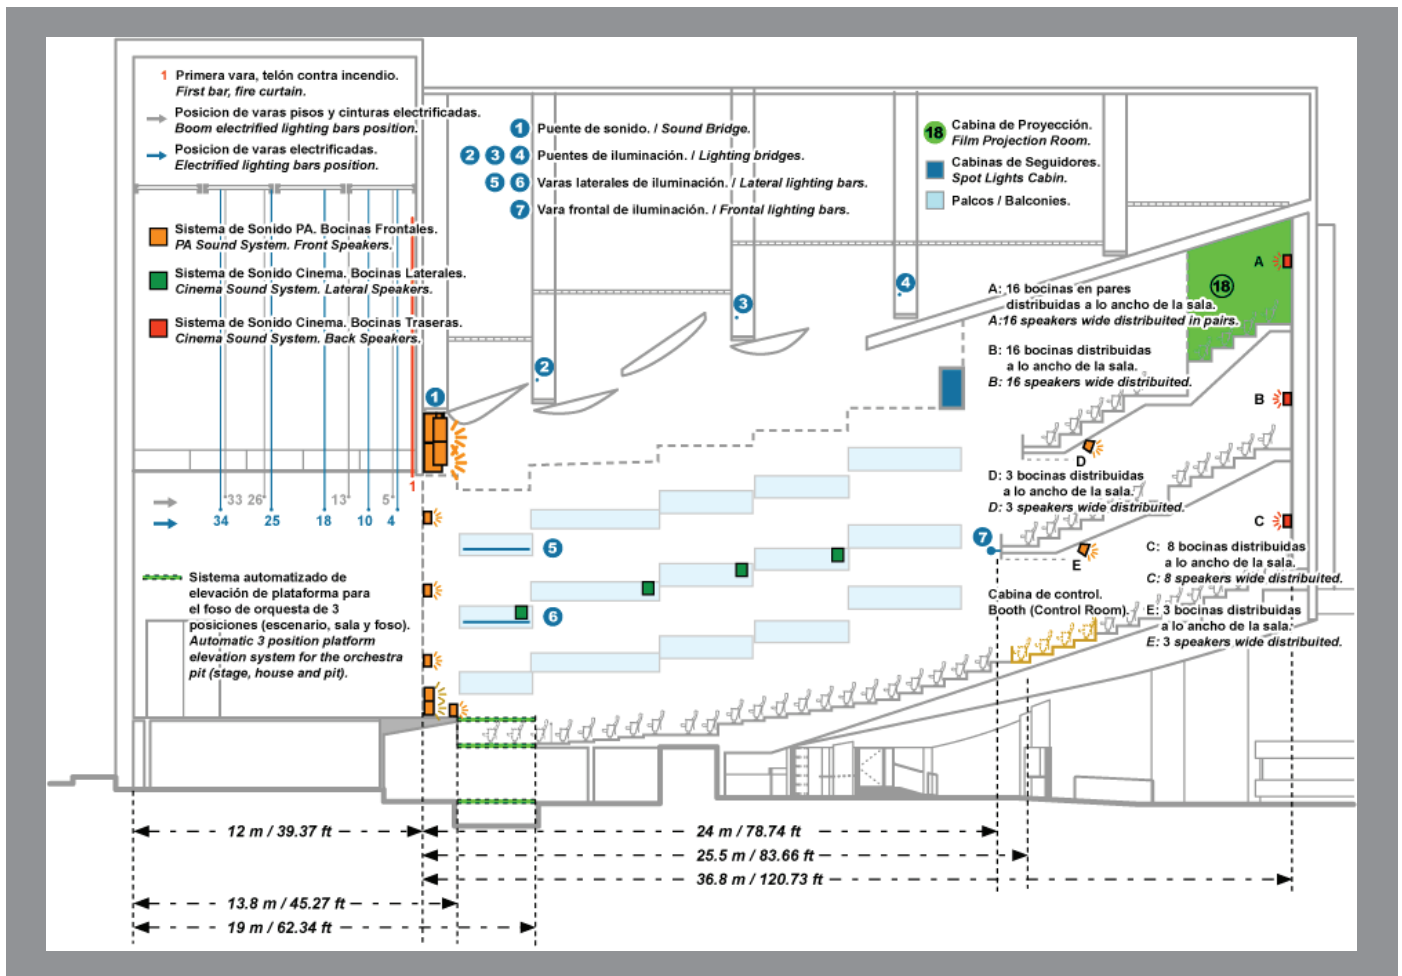 1 Primera vara, telón contra incendio.
First bar, fire curtain.
Posicion de varas pisos y cinturas electrificadas.
Boom electrified lighting bars position.
Posicion de varas electrificadas.
Electrified lighting bars position.
Sistema de Sonido PA. Bocinas Frontales.
PA Sound System. Front Speakers.
Sistema de Sonido Cinema. Bocinas Laterales.
Cinema Sound System. Lateral Speakers.
Sistema de Sonido Cinema. Bocinas Traseras.
Cinema Sound System. Back Speakers.
1 Puente de sonido. / Sound Bridge.
2 3 4 Puentes de iluminación. / Lighting bridges.
5 6 Varas laterales de iluminación. / Lateral lighting bars.
7 Vara frontal de iluminación. / Frontal lighting bars.
18 Cabina de Proyección.
Film Projection Room.
Cabinas de Seguidores.
Spot Lights Cabin.
Palcos / Balconies.
A
18
4
3
2
1
A: 16 bocinas en pares
distribuidas a lo ancho de la sala.
A:16 speakers wide distribuited in pairs.
B: 16 bocinas distribuidas
a lo ancho de la sala.
B: 16 speakers wide distribuited.
B
D
D: 3 bocinas distribuidas
a lo ancho de la sala.
D: 3 speakers wide distribuited.
1
33 26 13 5
34 25 18 10 4
C
7
5
E
C: 8 bocinas distribuidas
a lo ancho de la sala.
C: 8 speakers wide distribuited.
Cabina de control.
Booth (Control Room).
E: 3 bocinas distribuidas
a lo ancho de la sala.
E: 3 speakers wide distribuited.
6
Sistema automatizado de
elevación de plataforma para
el foso de orquesta de 3
posiciones (escenario, sala y foso).
Automatic 3 position platform
elevation system for the orchestra
pit (stage, house and pit).
12 m / 39.37 ft
24 m / 78.74 ft
25.5 m / 83.66 ft
36.8 m / 120.73 ft
13.8 m / 45.27 ft
19 m / 62.34 ft